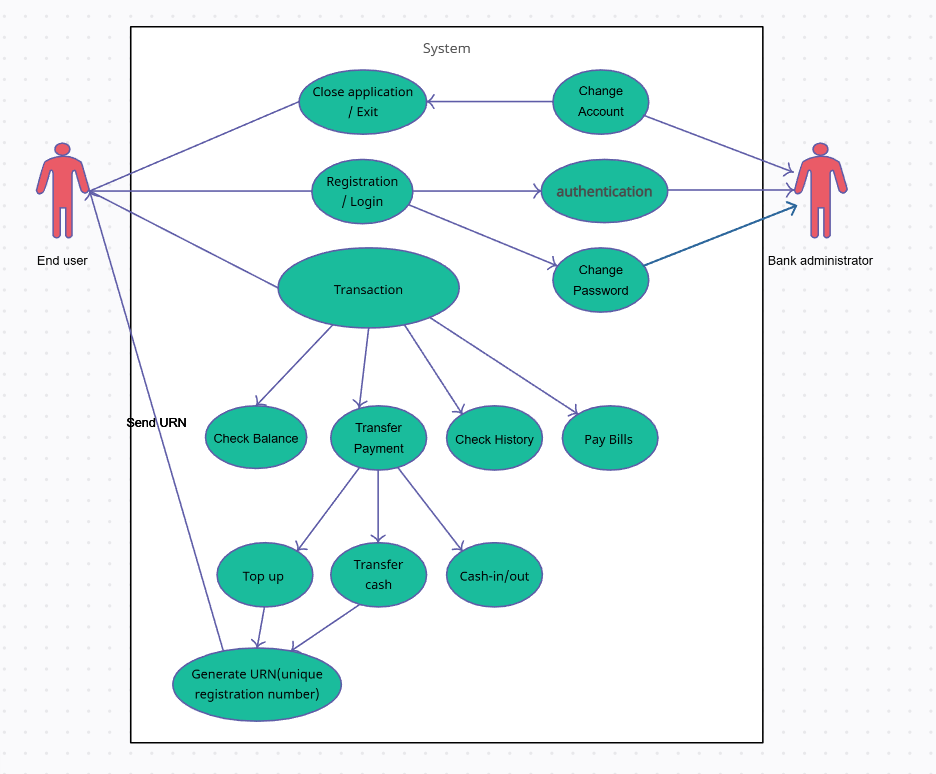 System
Close application
/ Exit
Change
Account
Registration
/ Login
authentication
End user
Bank administrator
Change
Password
Transaction
Send URN
Check Balance
Transfer
Payment
Check History
Pay Bills
Top up
Transfer
cash
Cash-in/out
Generate URN(unique
registration number)